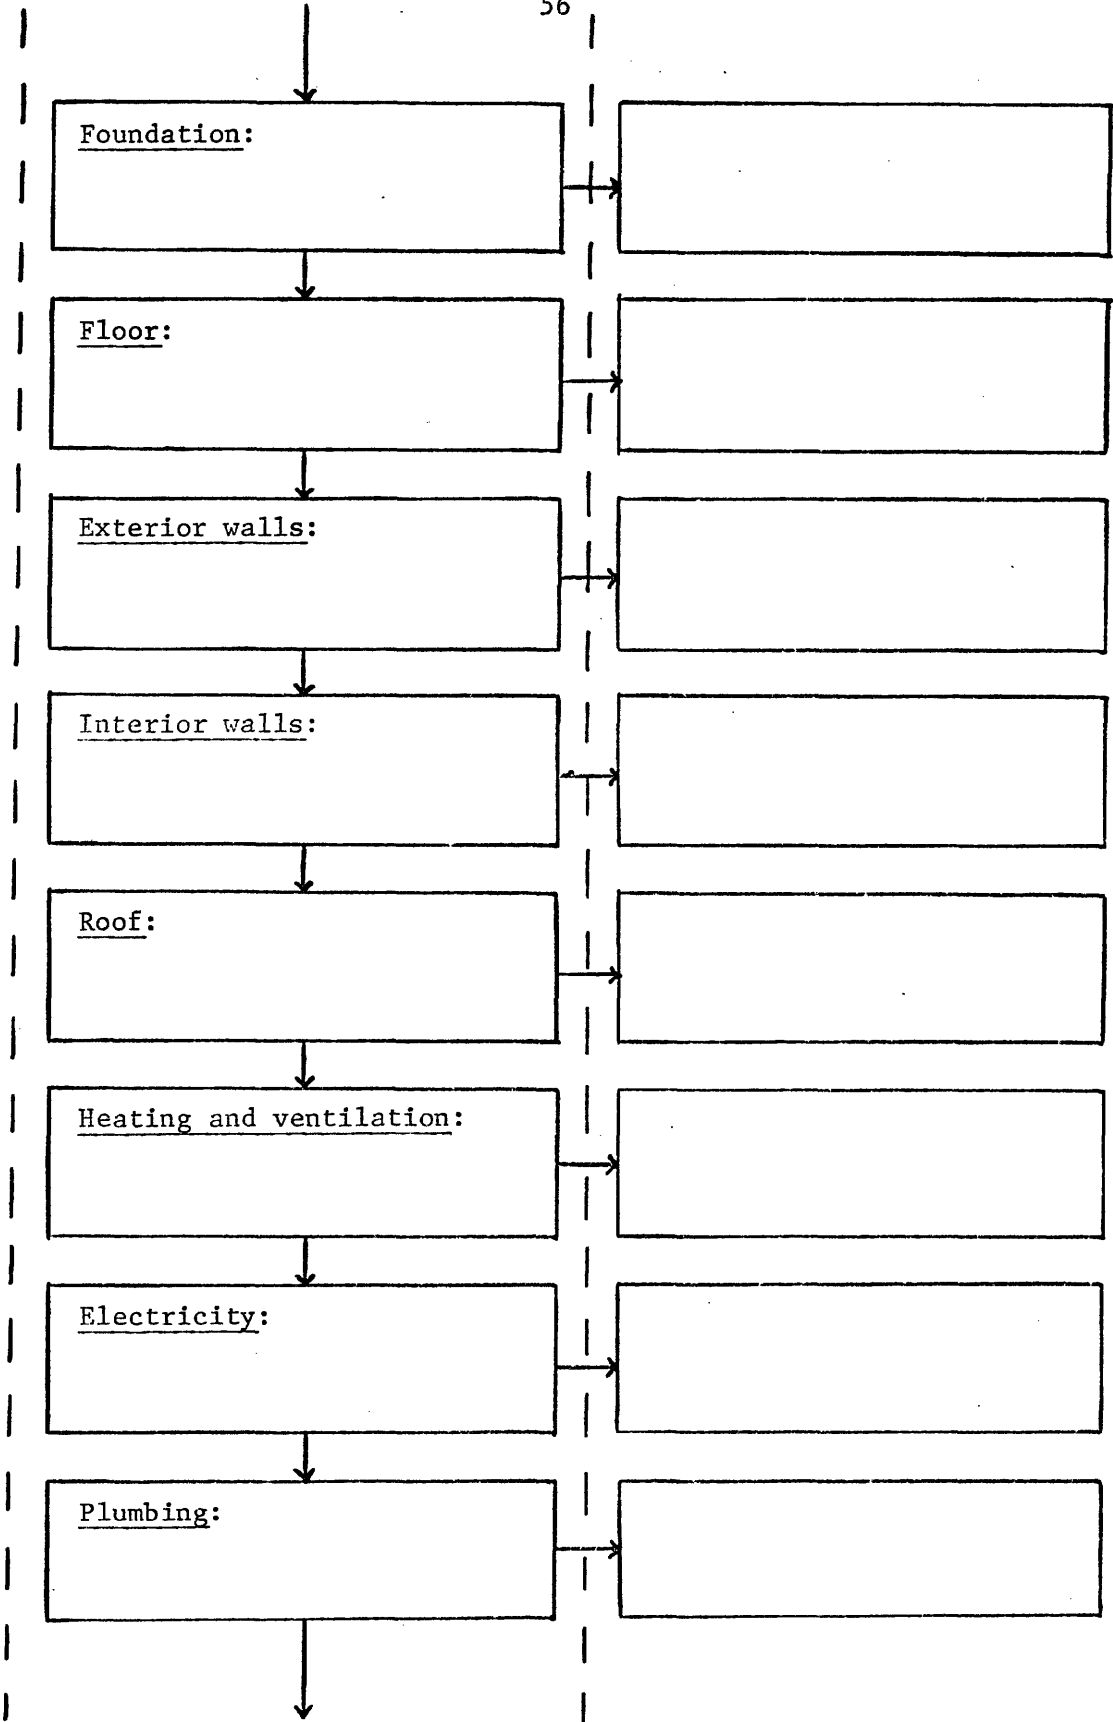 56
Foundation:
Floor:
Exterior walls:
Interior walls:
Roof:
Heating and ventilation:
Electricity:
Plumbing: